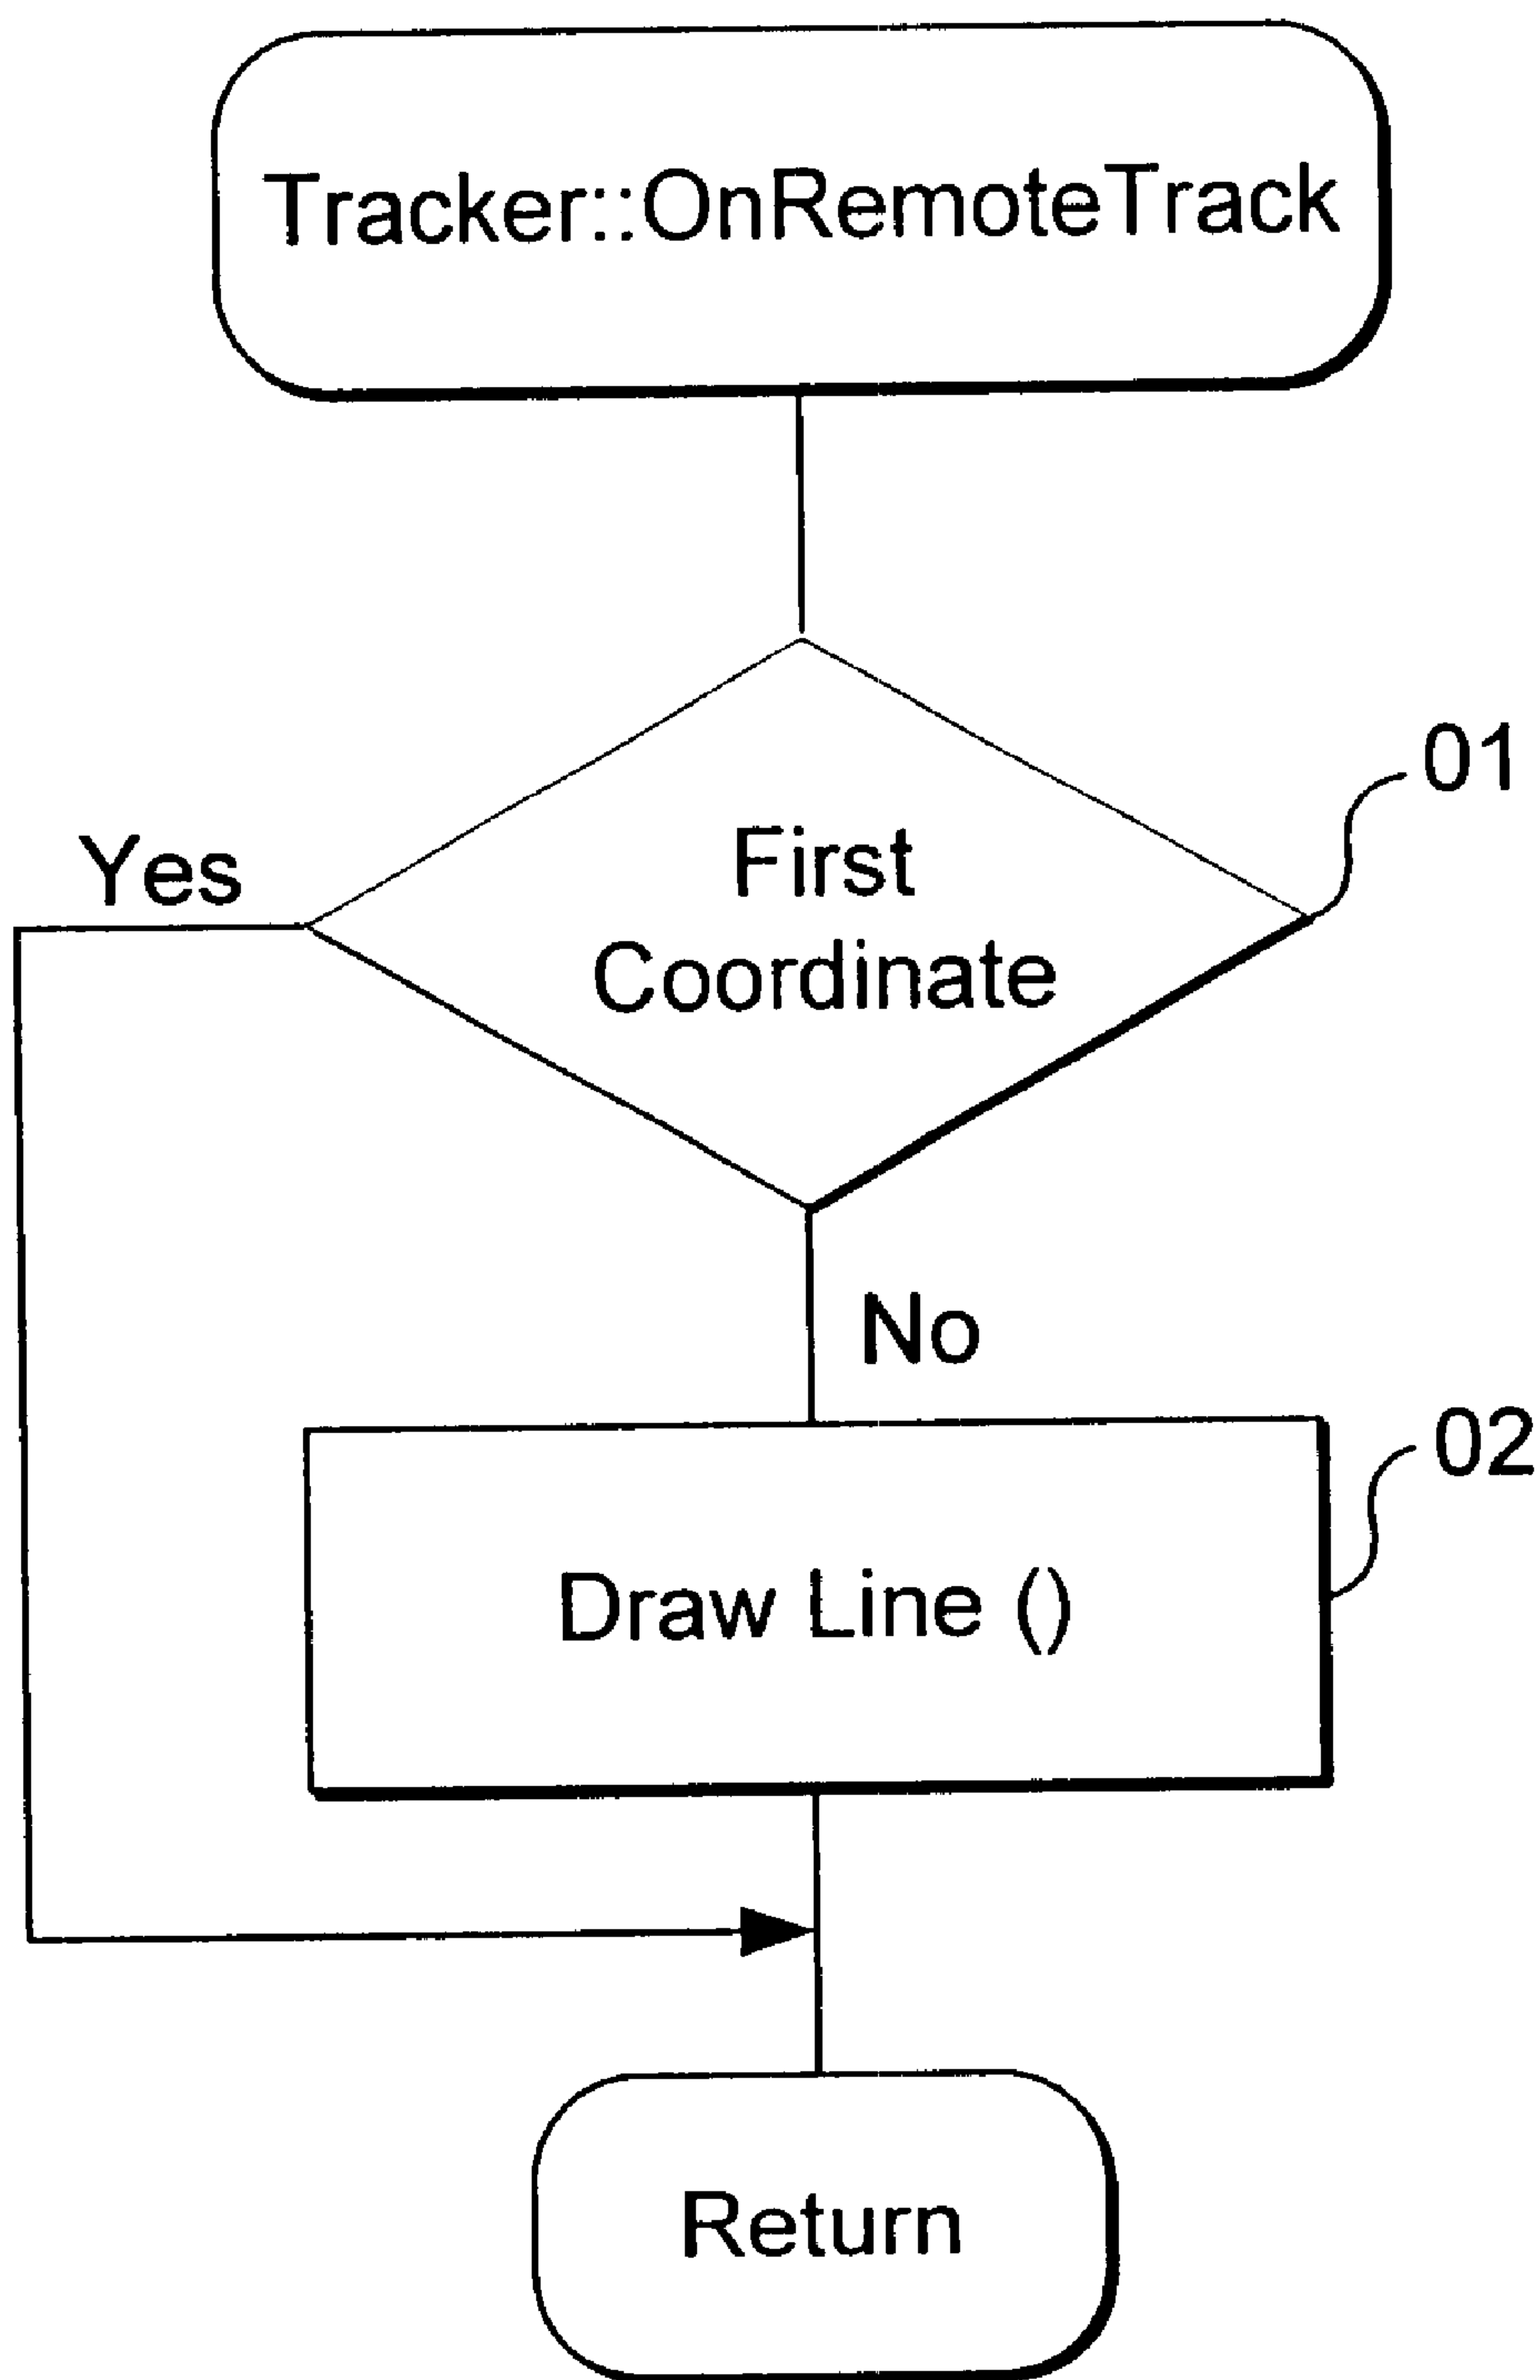 Tracker::OnRemoteTrack
01
Yes
First
Coordinate
No
02
Draw Line ()
Return